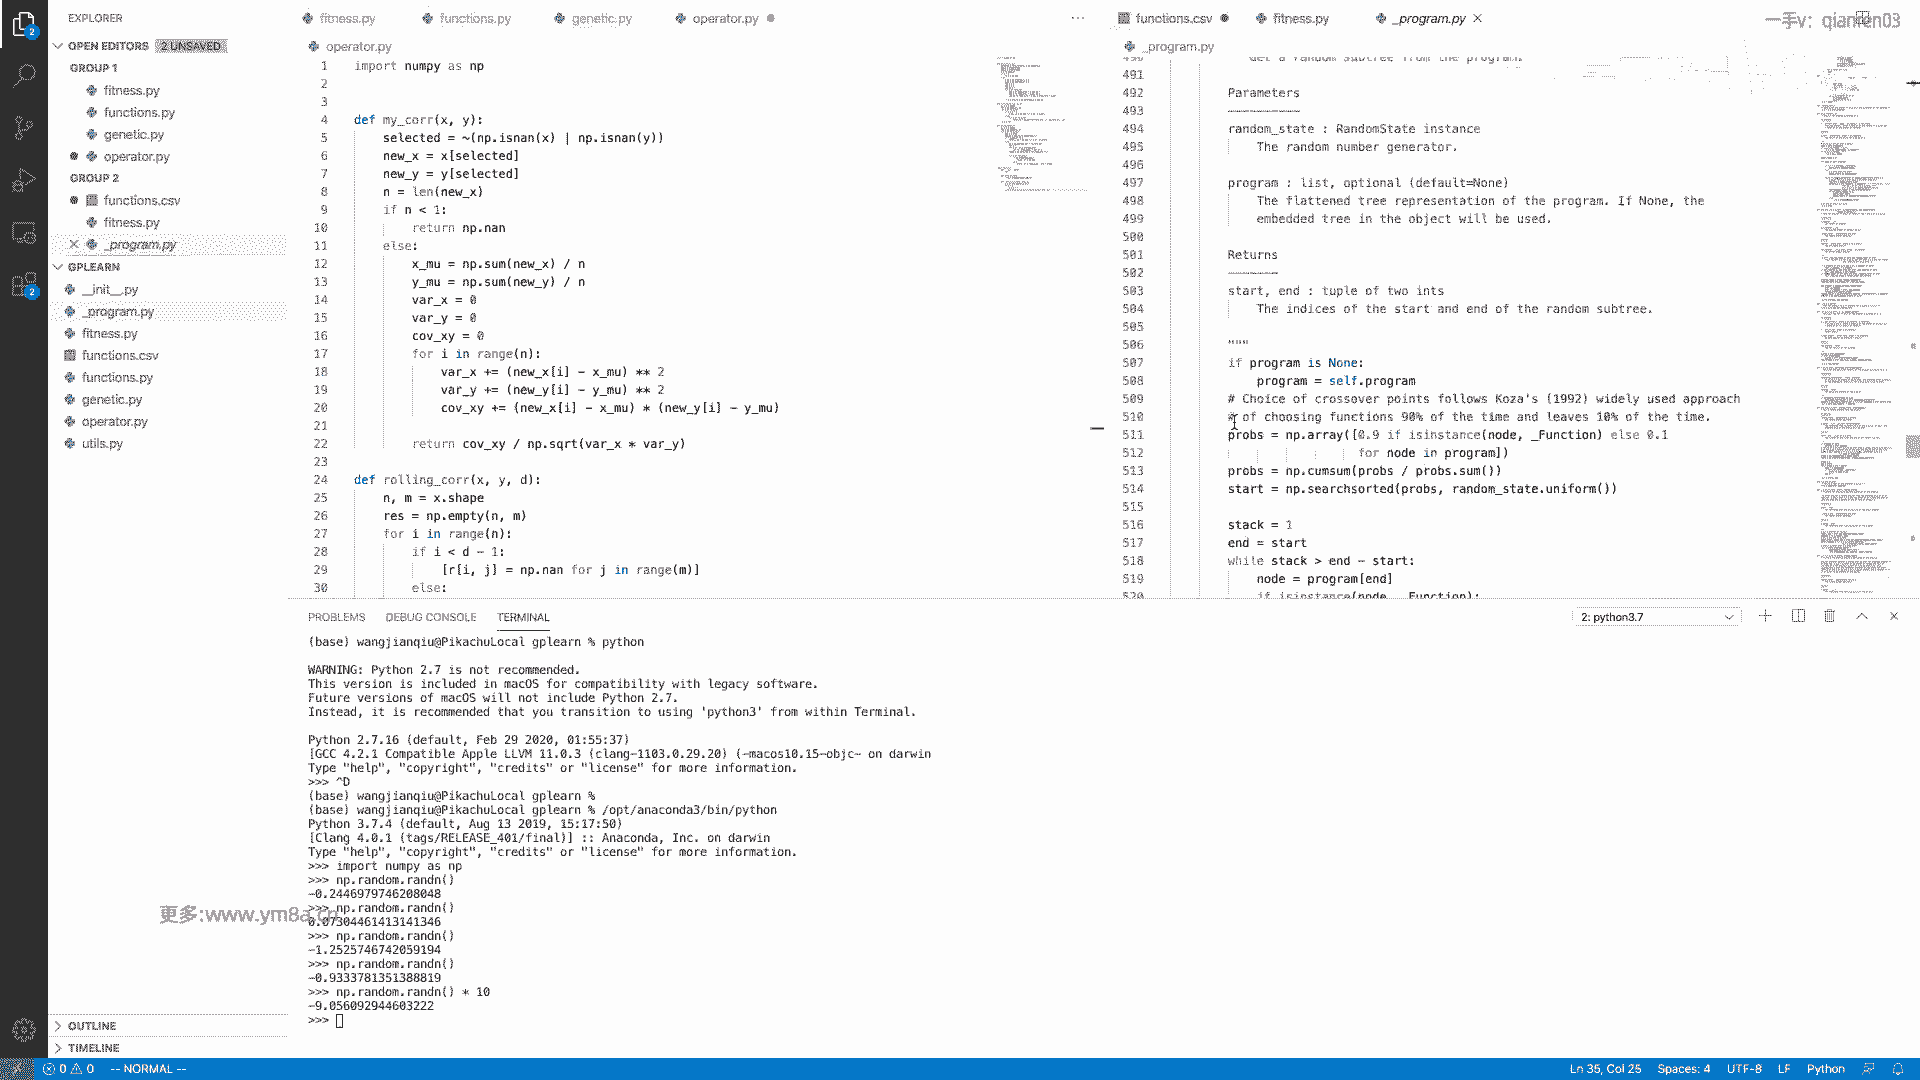 EXPLORER
OPEN EDITORS 2 UNSAVED
GROUP 1
fitness.py
functions.py
genetic.py
operator.py
GROUP 2
functions.csv
fitness.py
_program.py
GPLEARN
__init__.py
_program.py
fitness.py
functions.csv
functions.py
genetic.py
operator.py
utils.py
OUTLINE
TIMELINE
fitness.py functions.py genetic.py operator.py
operator.py
1 import numpy as np
2
3
4 def my_corr(x, y):
5 selected = ~(np.isnan(x) | np.isnan(y))
6 new_x = x[selected]
7 new_y = y[selected]
8 n = len(new_x)
9 if n < 1:
10 return np.nan
11 else:
12 x_mu = np.sum(new_x) / n
13 y_mu = np.sum(new_y) / n
14 var_x = 0
15 var_y = 0
16 cov_xy = 0
17 for i in range(n):
18 var_x += (new_x[i] - x_mu) ** 2
19 var_y += (new_y[i] - y_mu) ** 2
20 cov_xy += (new_x[i] - x_mu) * (new_y[i] - y_mu)
21
22 return cov_xy / np.sqrt(var_x * var_y)
23
24 def rolling_corr(x, y, d):
25 n, m = x.shape
26 res = np.empty(n, m)
27 for i in range(n):
28 if i < d - 1:
29 [r[i, j] = np.nan for j in range(m)]
30 else:
functions.csv fitness.py _program.py
一手v: qianren03
_program.py
490 Get a random subtree from the program.
491
492 Parameters
493 ----------
494 random_state : RandomState instance
495 The random number generator.
496
497 program : list, optional (default=None)
498 The flattened tree representation of the program. If None, the
499 embedded tree in the object will be used.
500
501 Returns
502 -------
503 start, end : tuple of two ints
504 The indices of the start and end of the random subtree.
505
506 """
507 if program is None:
508 program = self.program
509 # Choice of crossover points follows Koza's (1992) widely used approach
510 # of choosing functions 90% of the time and leaves 10% of the time.
511 probs = np.array([0.9 if isinstance(node, _Function) else 0.1
512 for node in program])
513 probs = np.cumsum(probs / probs.sum())
514 start = np.searchsorted(probs, random_state.uniform())
515
516 stack = 1
517 end = start
518 while stack > end - start:
519 node = program[end]
520 if isinstance(node, _Function):
PROBLEMS DEBUG CONSOLE TERMINAL 2: python3.7
(base) wangjianqiu@PikachuLocal gplearn % python
WARNING: Python 2.7 is not recommended.
This version is included in macOS for compatibility with legacy software.
Future versions of macOS will not include Python 2.7.
Instead, it is recommended that you transition to using 'python3' from within Terminal.
Python 2.7.16 (default, Feb 29 2020, 01:55:37)
[GCC 4.2.1 Compatible Apple LLVM 11.0.3 (clang-1103.0.29.20) (-macos10.15-objc- on darwin
Type "help", "copyright", "credits" or "license" for more information.
>>> ^D
(base) wangjianqiu@PikachuLocal gplearn %
(base) wangjianqiu@PikachuLocal gplearn % /opt/anaconda3/bin/python
Python 3.7.4 (default, Aug 13 2019, 15:17:50)
[Clang 4.0.1 (tags/RELEASE_401/final)] :: Anaconda, Inc. on darwin
Type "help", "copyright", "credits" or "license" for more information.
>>> import numpy as np
>>> np.random.randn()
-0.2446979746208048
>>> np.random.randn()
0.07304461413141346
>>> np.random.randn()
-1.2525746742059194
>>> np.random.randn()
-0.9333781351388819
>>> np.random.randn() * 10
-9.056092944603222
>>>
更多:www.ym8a.cn
0 0 -- NORMAL -- Ln 35, Col 25 Spaces: 4 UTF-8 LF Python